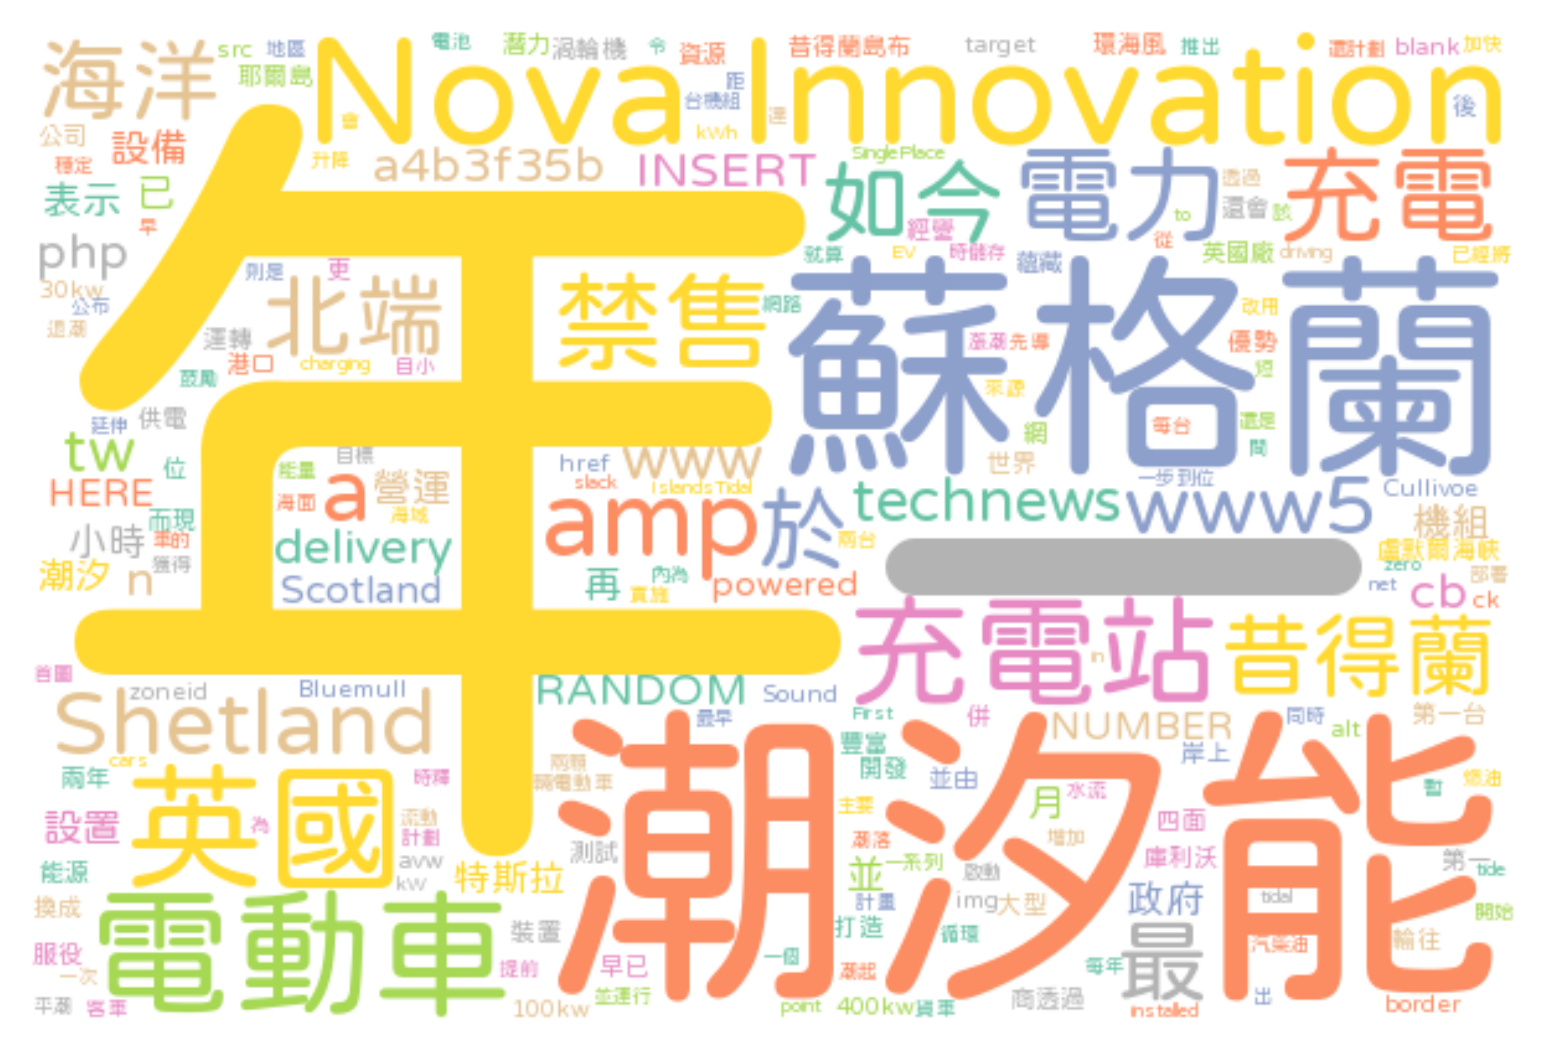 海洋 src 地區 Nova Innovation 電池 潛力 渦輪機 令 資源 昔得蘭島布 target 環海風 推出 還計劃 blank 加快
耶爾島 距 台機組 後
公司 設備 會 kWh 達
穩定 升降 a4b3f35b INSERT SinglePlace
表示 已 如今 電力 透過 充電
早 經營 還會 to 該
php 就算 EV 時儲存 蘊藏 從 英國廠 driving 已經將
30kw 則是 更 北端 禁售 網路 蘇格蘭
公布 改用
退潮 運轉 漲潮 先導 優勢
港口 charging 目小 短
鼓勵 來源
延伸 供電 年 網 每台 還是
tw 位 能量 目標 href www 世界 間
HERE 海面 a 營運 slack IslandsTidal 一步到位 Cullivoe
而現 海域 amp 於 technews www5 機組
小時 車的 delivery 兩台 一 盧默爾海峽
潮汐 n 獲得 Scotland 再 內為 powered zero 部署
實施 net cb ck
充電站 昔得蘭
首圖 zoneid Bluemull RANDOM Sound in
Shetland 最早 First 併 NUMBER 同時 alt 第一台
cars 豐富 岸上
兩年 英國 時釋 兩顆 開發 並由 暫 燃油
輛電動車 潮汐能 水流
設置 為 流動 主要 月 四面
計劃 潮落 增加
能源 avw 測試 並 一系列 啟動 庫利沃 第一 tide
kW 特斯拉 計畫 img 大型 政府 tidal
換成 電動車 裝置 打造 循環 開始
服役 提前 早已 一個 潮起 每年 最 汽柴油 輪往
一次
平潮 客車 100kw 並運行 point 400kw 貨車 商透過 installed 出 border